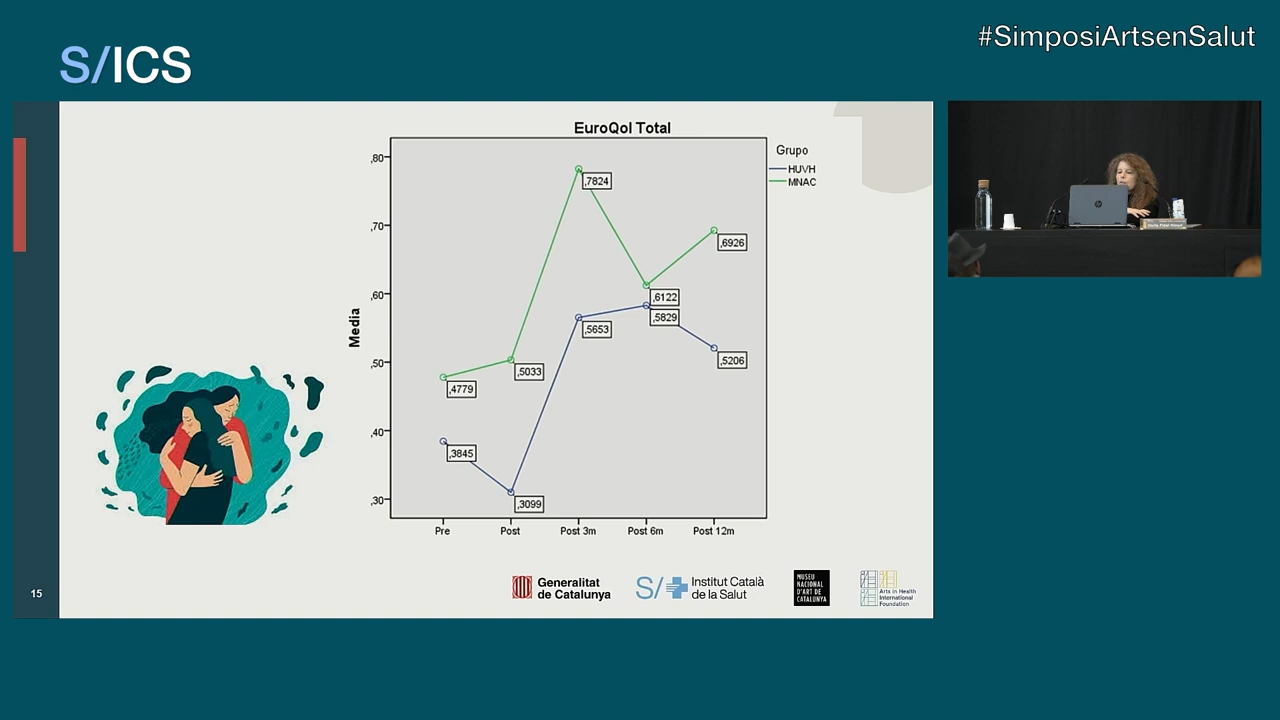 #SimposiArtsenSalut
S/ICS
EuroQol Total
Grupo
HUVH
MNAC
Media
,80
,70
,60
,50
,40
,30
,7824
,6926
,6122
,5829
,5653
,5206
,5033
,4779
,3845
,3099
Pre
Post
Post 3m
Post 6m
Post 12m
15
Generalitat
de Catalunya
S/
Institut Català
de la Salut
MUSEU
NACIONAL
D'ART DE
CATALUNYA
Arts in Health
International
Foundation
hp